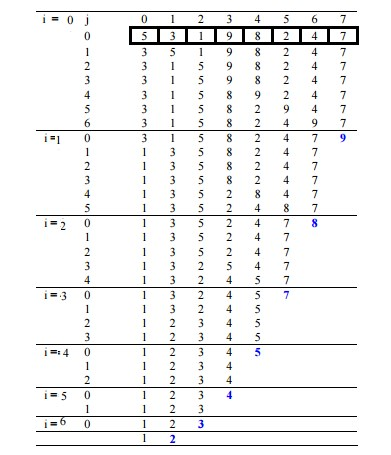 i = 0 j 0 1 2 3 4 5 6 7
0 5 3 1 9 8 2 4 7
1 3 5 1 9 8 2 4 7
2 3 1 5 9 8 2 4 7
3 3 1 5 9 8 2 4 7
4 3 1 5 8 9 2 4 7
5 3 1 5 8 2 9 4 7
6 3 1 5 8 2 4 9 7
i =1 0 3 1 5 8 2 4 7 9
1 1 3 5 8 2 4 7
2 1 3 5 8 2 4 7
3 1 3 5 8 2 4 7
4 1 3 5 2 8 4 7
5 1 3 5 2 4 8 7
i = 2 0 1 3 5 2 4 7 8
1 1 3 5 2 4 7
2 1 3 5 2 4 7
3 1 3 2 5 4 7
4 1 3 2 4 5 7
i = 3 0 1 3 2 4 5 7
1 1 3 2 4 5
2 1 2 3 4 5
3 1 2 3 4 5
i =: 4 0 1 2 3 4 5
1 1 2 3 4
2 1 2 3 4
i = 5 0 1 2 3 4
1 1 2 3
i = 6 0 1 2 3
1 2